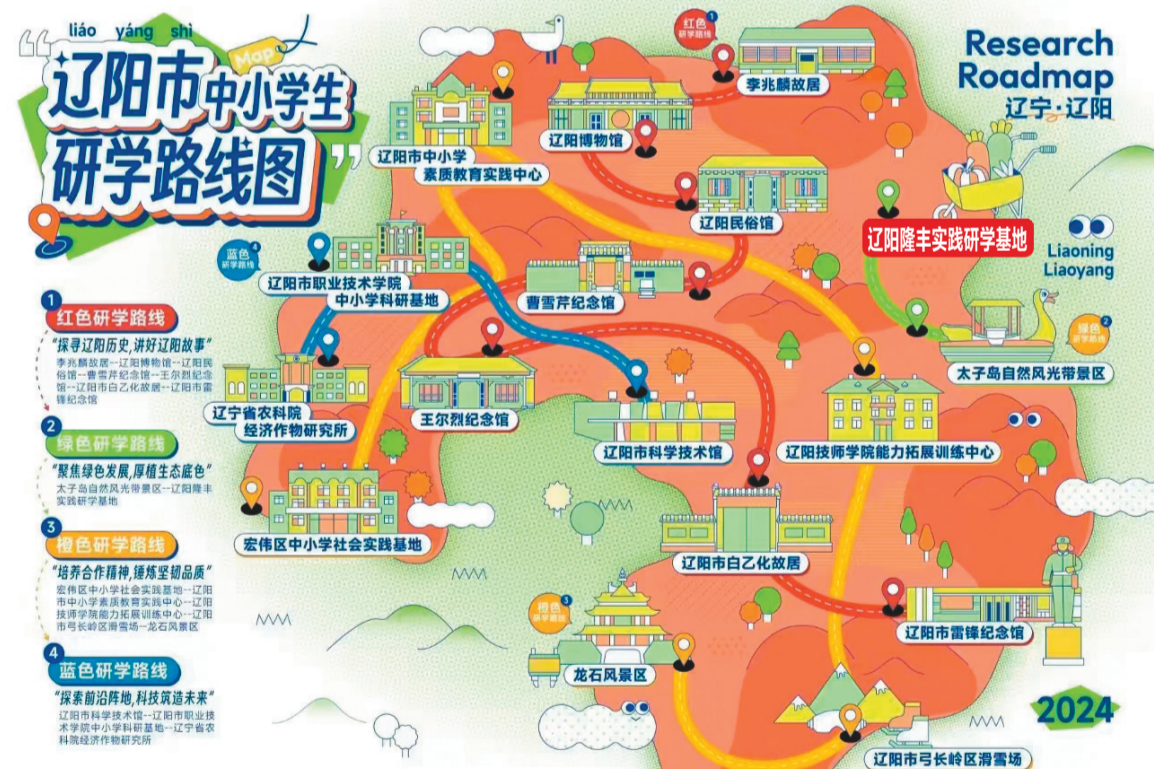 liáo yáng shì
Map
辽阳市中小学生
研学路线图
Research
Roadmap
辽宁·辽阳
Liaoning
Liaoyang
红色
研学路线
1
李兆麟故居
辽阳博物馆
辽阳市中小学
素质教育实践中心
辽阳民俗馆
辽阳隆丰实践研学基地
蓝色
研学路线
4
辽阳市职业技术学院
中小学科研基地
曹雪芹纪念馆
绿色
研学路线
2
太子岛自然风光带景区
辽宁省农科院
经济作物研究所
王尔烈纪念馆
辽阳市科学技术馆
辽阳技师学院能力拓展训练中心
宏伟区中小学社会实践基地
辽阳市白乙化故居
橙色
研学路线
3
龙石风景区
辽阳市雷锋纪念馆
辽阳市弓长岭区滑雪场
2024
1
红色研学路线
“探寻辽阳历史,讲好辽阳故事”
李兆麟故居--辽阳博物馆--辽阳民
俗馆--曹雪芹纪念馆--王尔烈纪念
馆--辽阳市白乙化故居--辽阳市雷
锋纪念馆
2
绿色研学路线
“聚焦绿色发展,厚植生态底色”
太子岛自然风光带景区--辽阳隆丰
实践研学基地
3
橙色研学路线
“培养合作精神,锤炼坚韧品质”
宏伟区中小学社会实践基地--辽阳
市中小学素质教育实践中心--辽阳
技师学院能力拓展训练中心--辽阳
市弓长岭区滑雪场--龙石风景区
4
蓝色研学路线
“探索前沿阵地,科技筑造未来”
辽阳市科学技术馆--辽阳市职业技
术学院中小学科研基地--辽宁省农
科院经济作物研究所